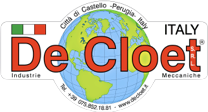 Città di Castello -Perugia- Italy
ITALY
De Cloet®
S.R.L.
Industrie Meccaniche
Tel. +39 075.852.18.81 - www.decloet.it